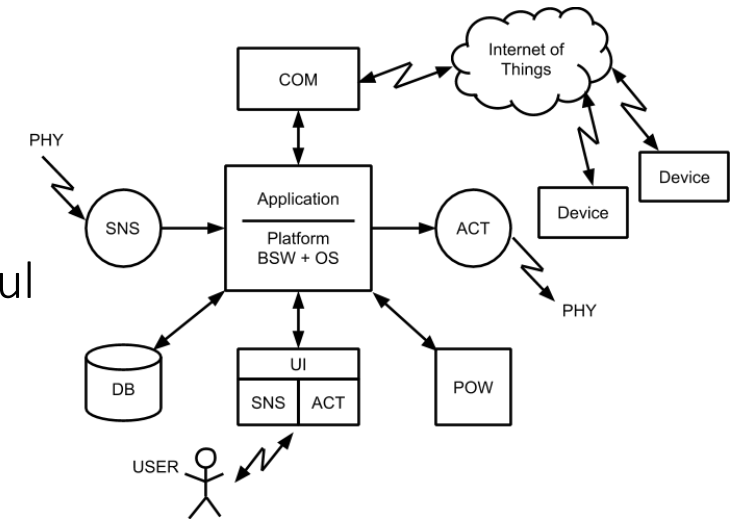 Internet of
Things
COM
PHY
Device
Application
Platform
BSW + OS
SNS
ACT
Device
ul
PHY
UI
DB
SNS
ACT
POW
USER